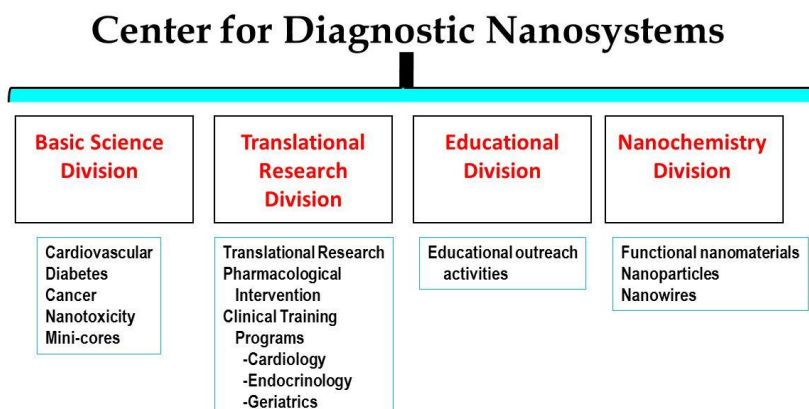 Center for Diagnostic Nanosystems
Basic Science
Division
Translational
Research
Division
Educational
Division
Nanochemistry
Division
Cardiovascular
Diabetes
Cancer
Nanotoxicity
Mini-cores
Translational Research
Pharmacological
Intervention
Clinical Training
Programs
-Cardiology
-Endocrinology
-Geriatrics
Educational outreach
activities
Functional nanomaterials
Nanoparticles
Nanowires